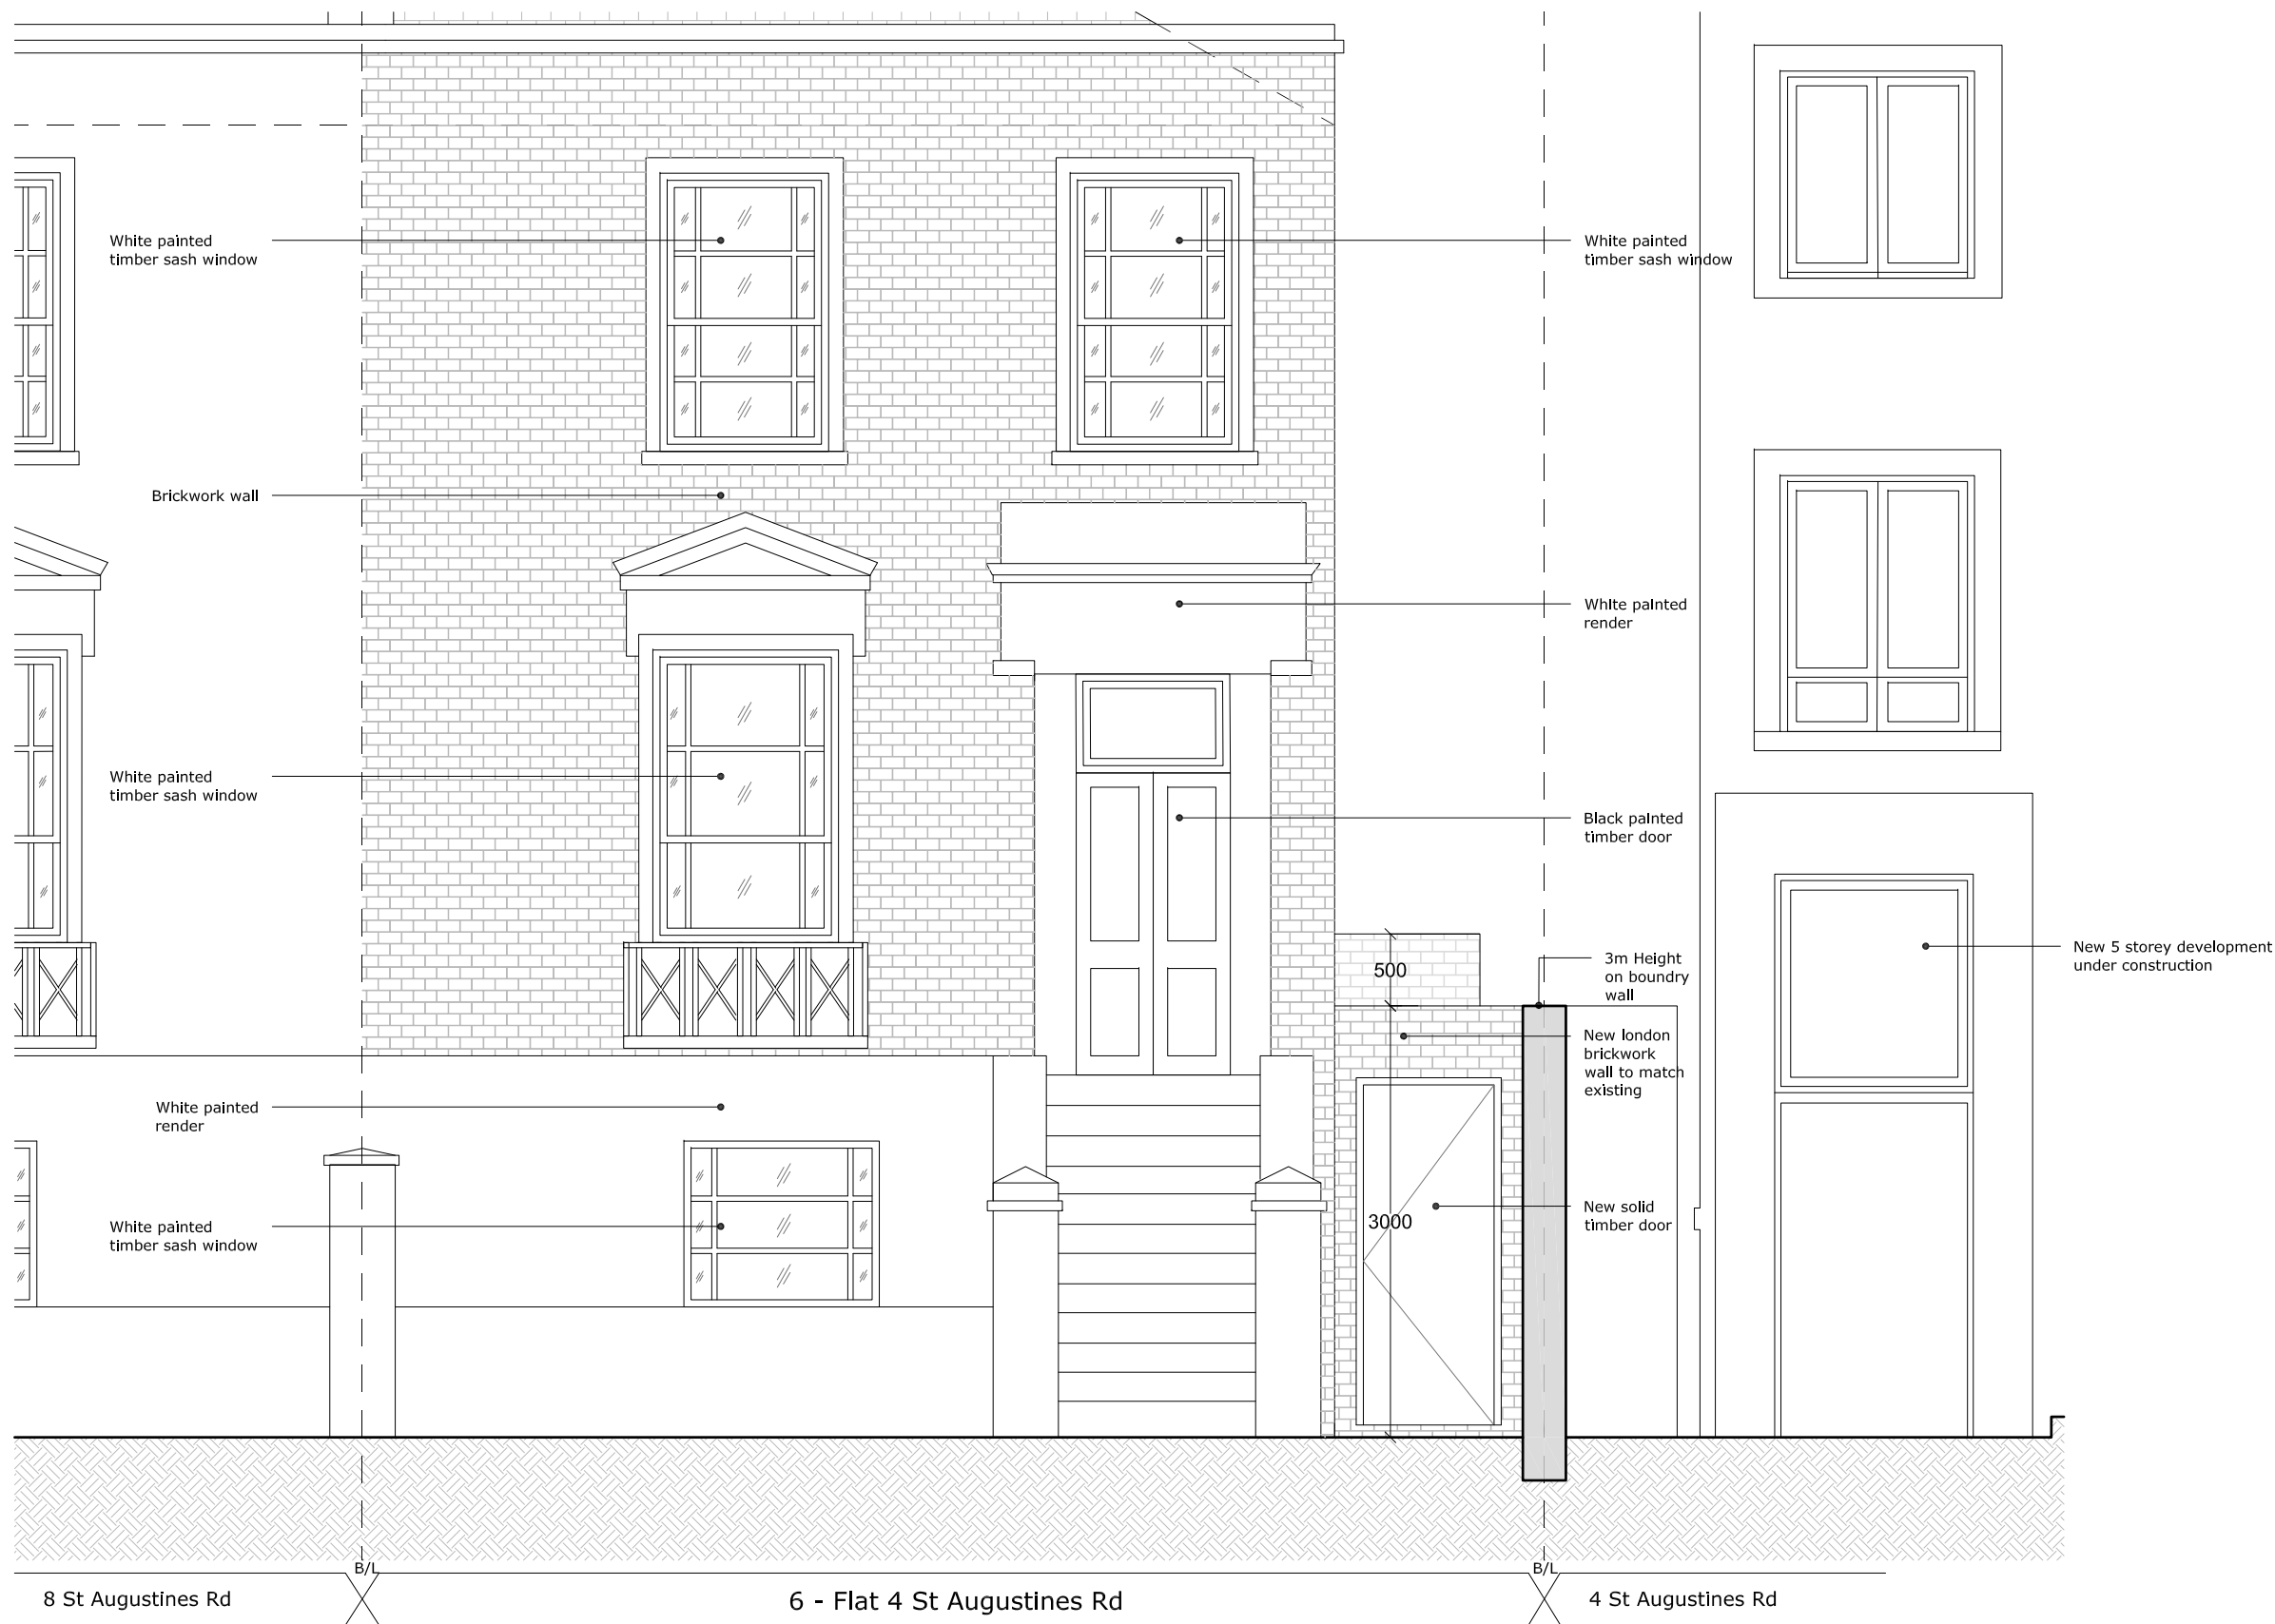 White painted
timber sash window
White painted
timber sash window
Brickwork wall
White painted
render
White painted
timber sash window
Black painted
timber door
New 5 storey development
under construction
3m Height
on boundry
wall
500
New london
brickwork
wall to match
existing
White painted
render
New solid
timber door
3000
White painted
timber sash window
B/L
B/L
8 St Augustines Rd
6 - Flat 4 St Augustines Rd
4 St Augustines Rd